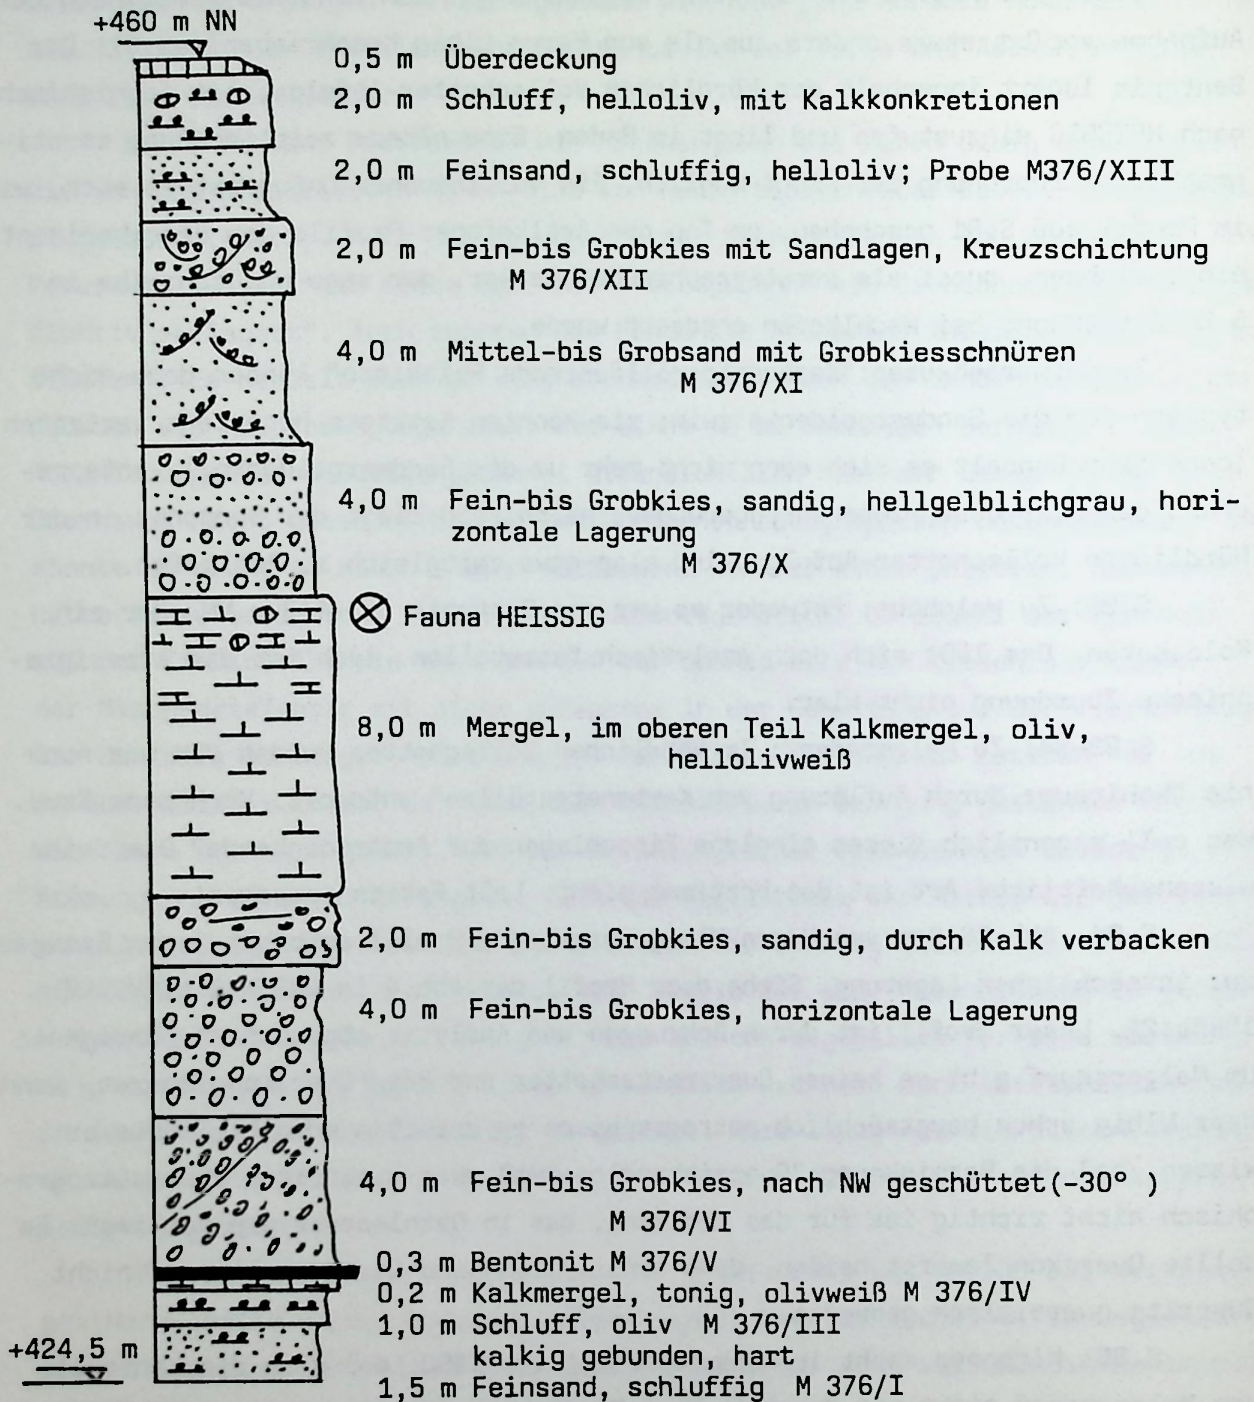 +460 m NN
0,5 m Überdeckung
2,0 m Schluff, helloliv, mit Kalkkonkretionen
2,0 m Feinsand, schluffig, helloliv; Probe M376/XIII
2,0 m Fein-bis Grobkies mit Sandlagen, Kreuzschichtung
M 376/XII
4,0 m Mittel-bis Grobsand mit Grobkiesschnüren
M 376/XI
4,0 m Fein-bis Grobkies, sandig, hellgelblichgrau, hori-
zontale Lagerung
M 376/X
Fauna HEISSIG
8,0 m Mergel, im oberen Teil Kalkmergel, oliv,
hellolivweiß
2,0 m Fein-bis Grobkies, sandig, durch Kalk verbacken
4,0 m Fein-bis Grobkies, horizontale Lagerung
4,0 m Fein-bis Grobkies, nach NW geschüttet(-30° )
M 376/VI
0,3 m Bentonit M 376/V
0,2 m Kalkmergel, tonig, olivweiß M 376/IV
1,0 m Schluff, oliv M 376/III
+424,5 m
kalkig gebunden, hart
1,5 m Feinsand, schluffig M 376/I